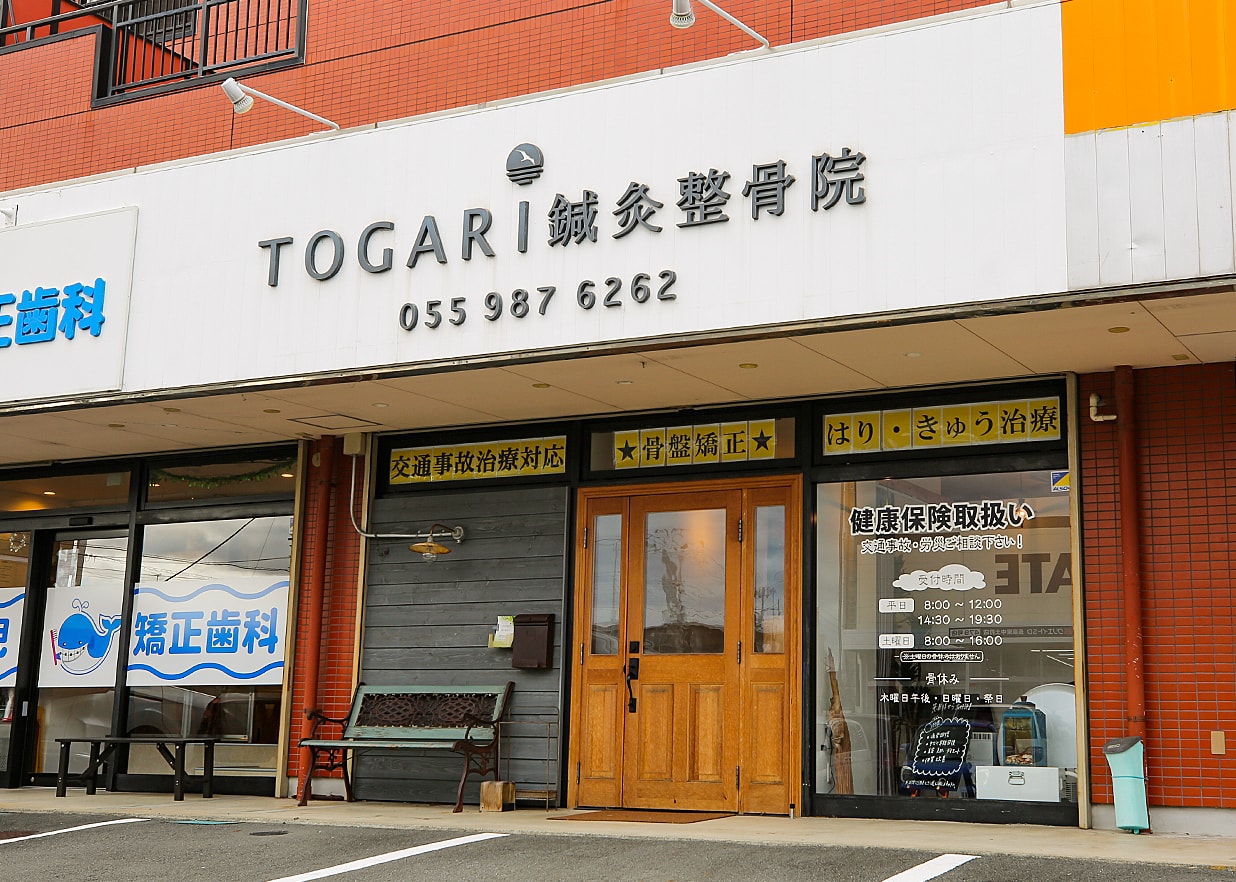 TOGARI鍼灸整骨院
055 987 6262
正歯科
交通事故治療対応
★骨盤矯正★
はり・きゅう治療
健康保険取扱い
交通事故・労災ご相談下さい！
受付時間
平日 8:00 ～ 12:00
14:30 ～ 19:30
土曜日 8:00 ～ 16:00
木曜日午後・日曜日・祭日
矯正歯科